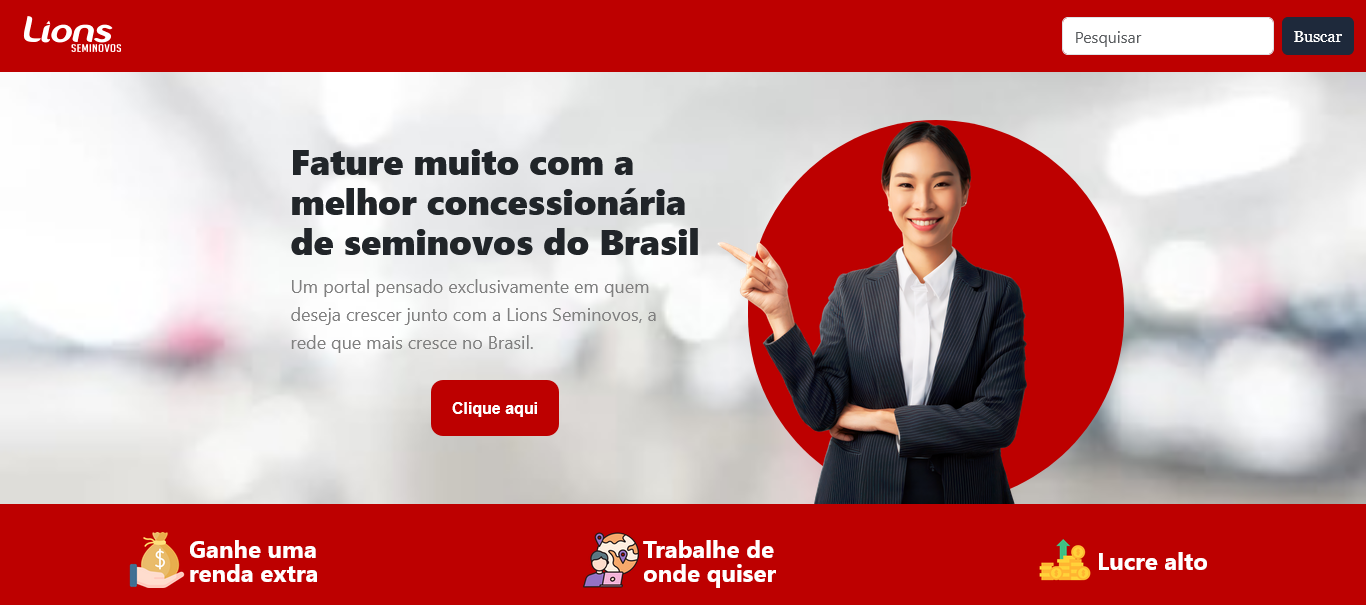 Lions
SEMINOVOS
Pesquisar
Buscar
Fature muito com a
melhor concessionária
de seminovos do Brasil
Um portal pensado exclusivamente em quem
deseja crescer junto com a Lions Seminovos, a
rede que mais cresce no Brasil.
Clique aqui
$
Ganhe uma
renda extra
Trabalhe de
onde quiser
Lucre alto